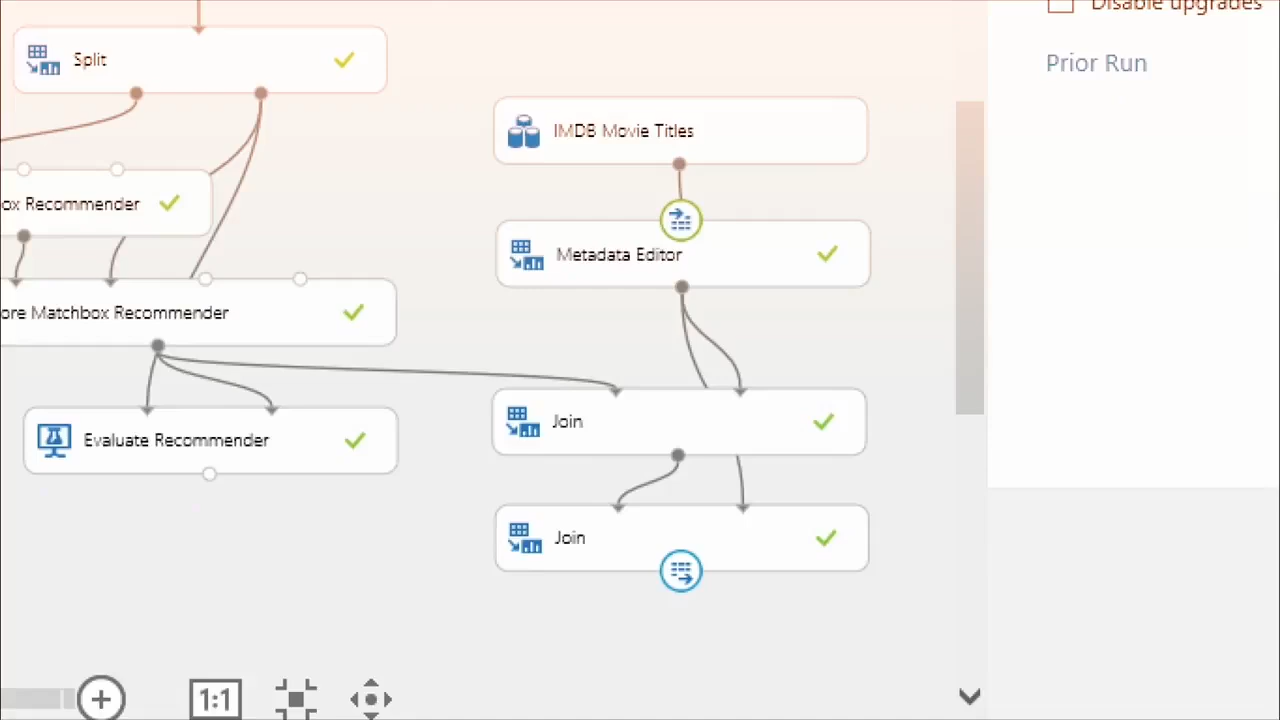 Disable upgrades
Split
Prior Run
IMDB Movie Titles
ox Recommender
Metadata Editor
ore Matchbox Recommender
Join
Evaluate Recommender
Join
1:1